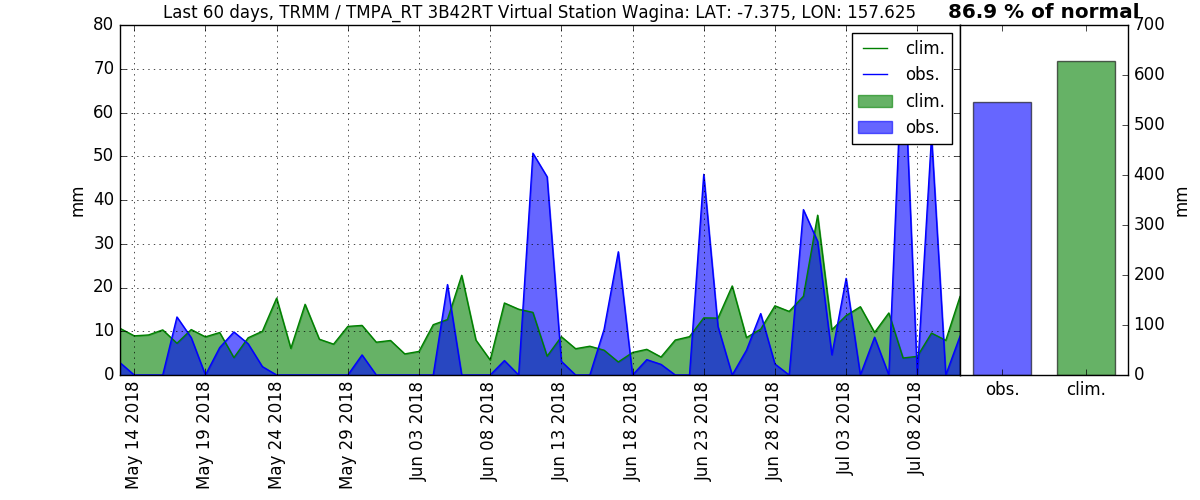 Last 60 days, TRMM / TMPA_RT 3B42RT Virtual Station Wagina: LAT: -7.375, LON: 157.625
86.9 % of normal
80
70
60
50
40
30
20
10
0
mm
clim.
obs.
clim.
obs.
May 14 2018
May 19 2018
May 24 2018
May 29 2018
Jun 03 2018
Jun 08 2018
Jun 13 2018
Jun 18 2018
Jun 23 2018
Jun 28 2018
Jul 03 2018
Jul 08 2018
700
600
500
400
300
200
100
0
mm
obs.
clim.